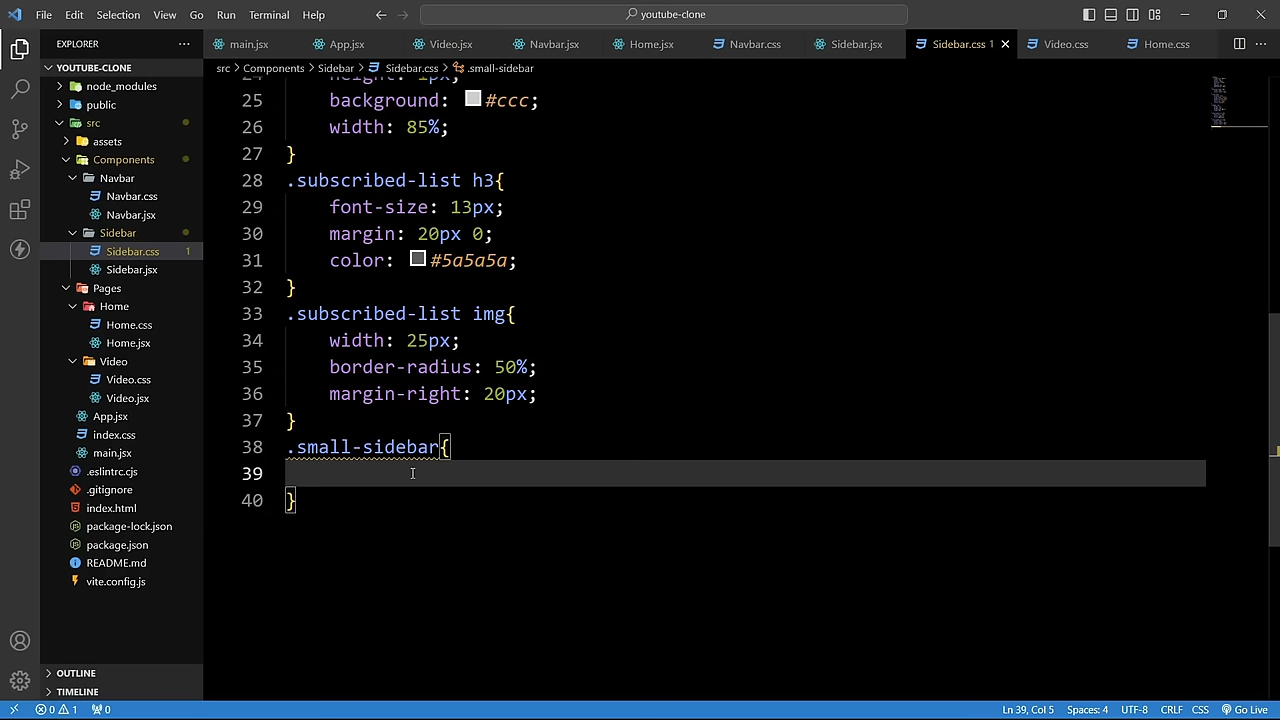 File Edit Selection View Go Run Terminal Help
youtube-clone
EXPLORER
main.jsx App.jsx Video.jsx Navbar.jsx Home.jsx Navbar.css Sidebar.jsx Sidebar.css 1 Video.css Home.css
YOUTUBE-CLONE
src > Components > Sidebar > Sidebar.css > .small-sidebar
node_modules
public
src
assets
Components
Navbar
Navbar.css
Navbar.jsx
Sidebar
Sidebar.css 1
Sidebar.jsx
Pages
Home
Home.css
Home.jsx
Video
Video.css
Video.jsx
App.jsx
index.css
main.jsx
.eslintrc.cjs
.gitignore
index.html
package-lock.json
package.json
README.md
vite.config.js
OUTLINE
TIMELINE
24 height: 1px;
25 background: #ccc;
26 width: 85%;
27 }
28 .subscribed-list h3{
29 font-size: 13px;
30 margin: 20px 0;
31 color: #5a5a5a;
32 }
33 .subscribed-list img{
34 width: 25px;
35 border-radius: 50%;
36 margin-right: 20px;
37 }
38 .small-sidebar{
39
40 }
0 1 0 Ln 39, Col 5 Spaces: 4 UTF-8 CRLF CSS Go Live